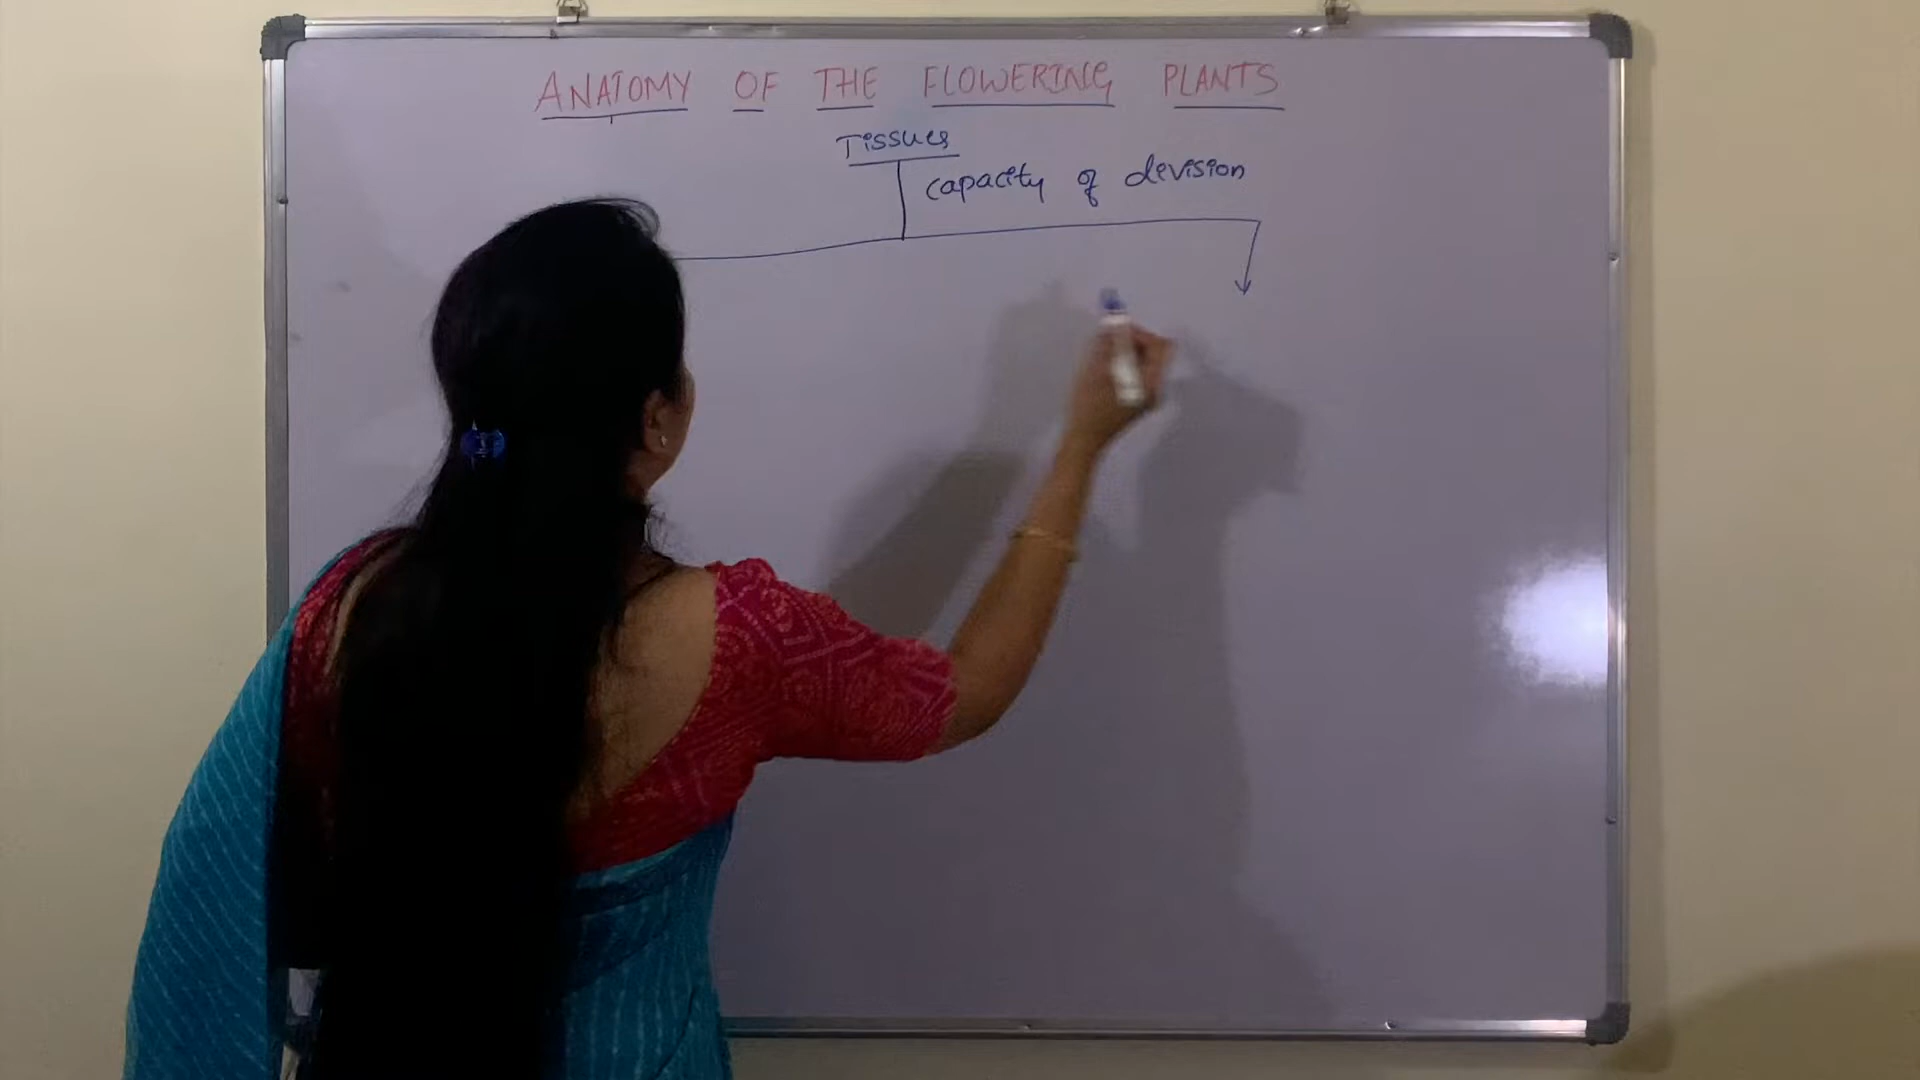 ANATOMY OF THE FLOWERING PLANTS
Tissues
capacity of devision